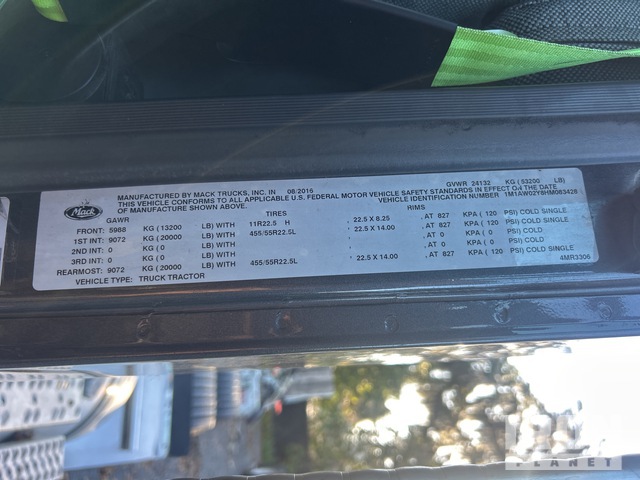 Mack
MANUFACTURED BY MACK TRUCKS, INC. IN 08/2016 GVWR 24132 KG ( 53200 LB)
THIS VEHICLE CONFORMS TO ALL APPLICABLE U.S. FEDERAL MOTOR VEHICLE SAFETY STANDARDS IN EFFECT ON THE DATE
OF MANUFACTURE SHOWN ABOVE. VEHICLE IDENTIFICATION NUMBER 1M1AW02Y8HM083428
GAWR TIRES RIMS
FRONT: 5988 KG ( 13200 LB) WITH 11R22.5 H , 22.5 X 8.25 , AT 827 KPA ( 120 PSI) COLD SINGLE
1ST INT: 9072 KG ( 20000 LB) WITH 455/55R22.5L , 22.5 X 14.00 , AT 827 KPA ( 120 PSI) COLD SINGLE
2ND INT: 0 KG ( 0 LB) WITH , AT 0 KPA ( 0 PSI) COLD
3RD INT: 0 KG ( 0 LB) WITH , AT 0 KPA ( 0 PSI) COLD
REARMOST: 9072 KG ( 20000 LB) WITH 455/55R22.5L , 22.5 X 14.00 , AT 827 KPA ( 120 PSI) COLD SINGLE
VEHICLE TYPE: TRUCK TRACTOR 4MR3306
IRON
PLANET